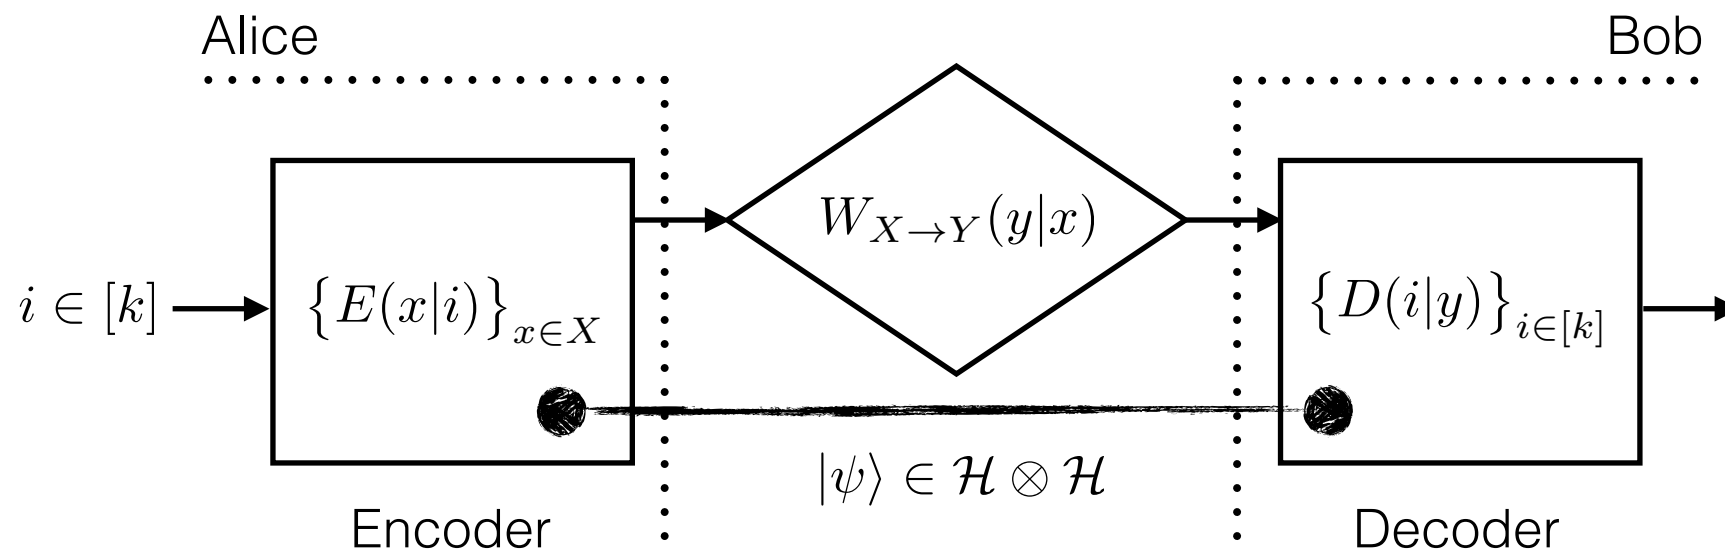 Alice
Bob
W_{X→Y}(y|x)
i ∈ [k]
{E(x|i)}_{x∈X}
{D(i|y)}_{i∈[k]}
|ψ⟩ ∈ ℋ ⊗ ℋ
Encoder
Decoder